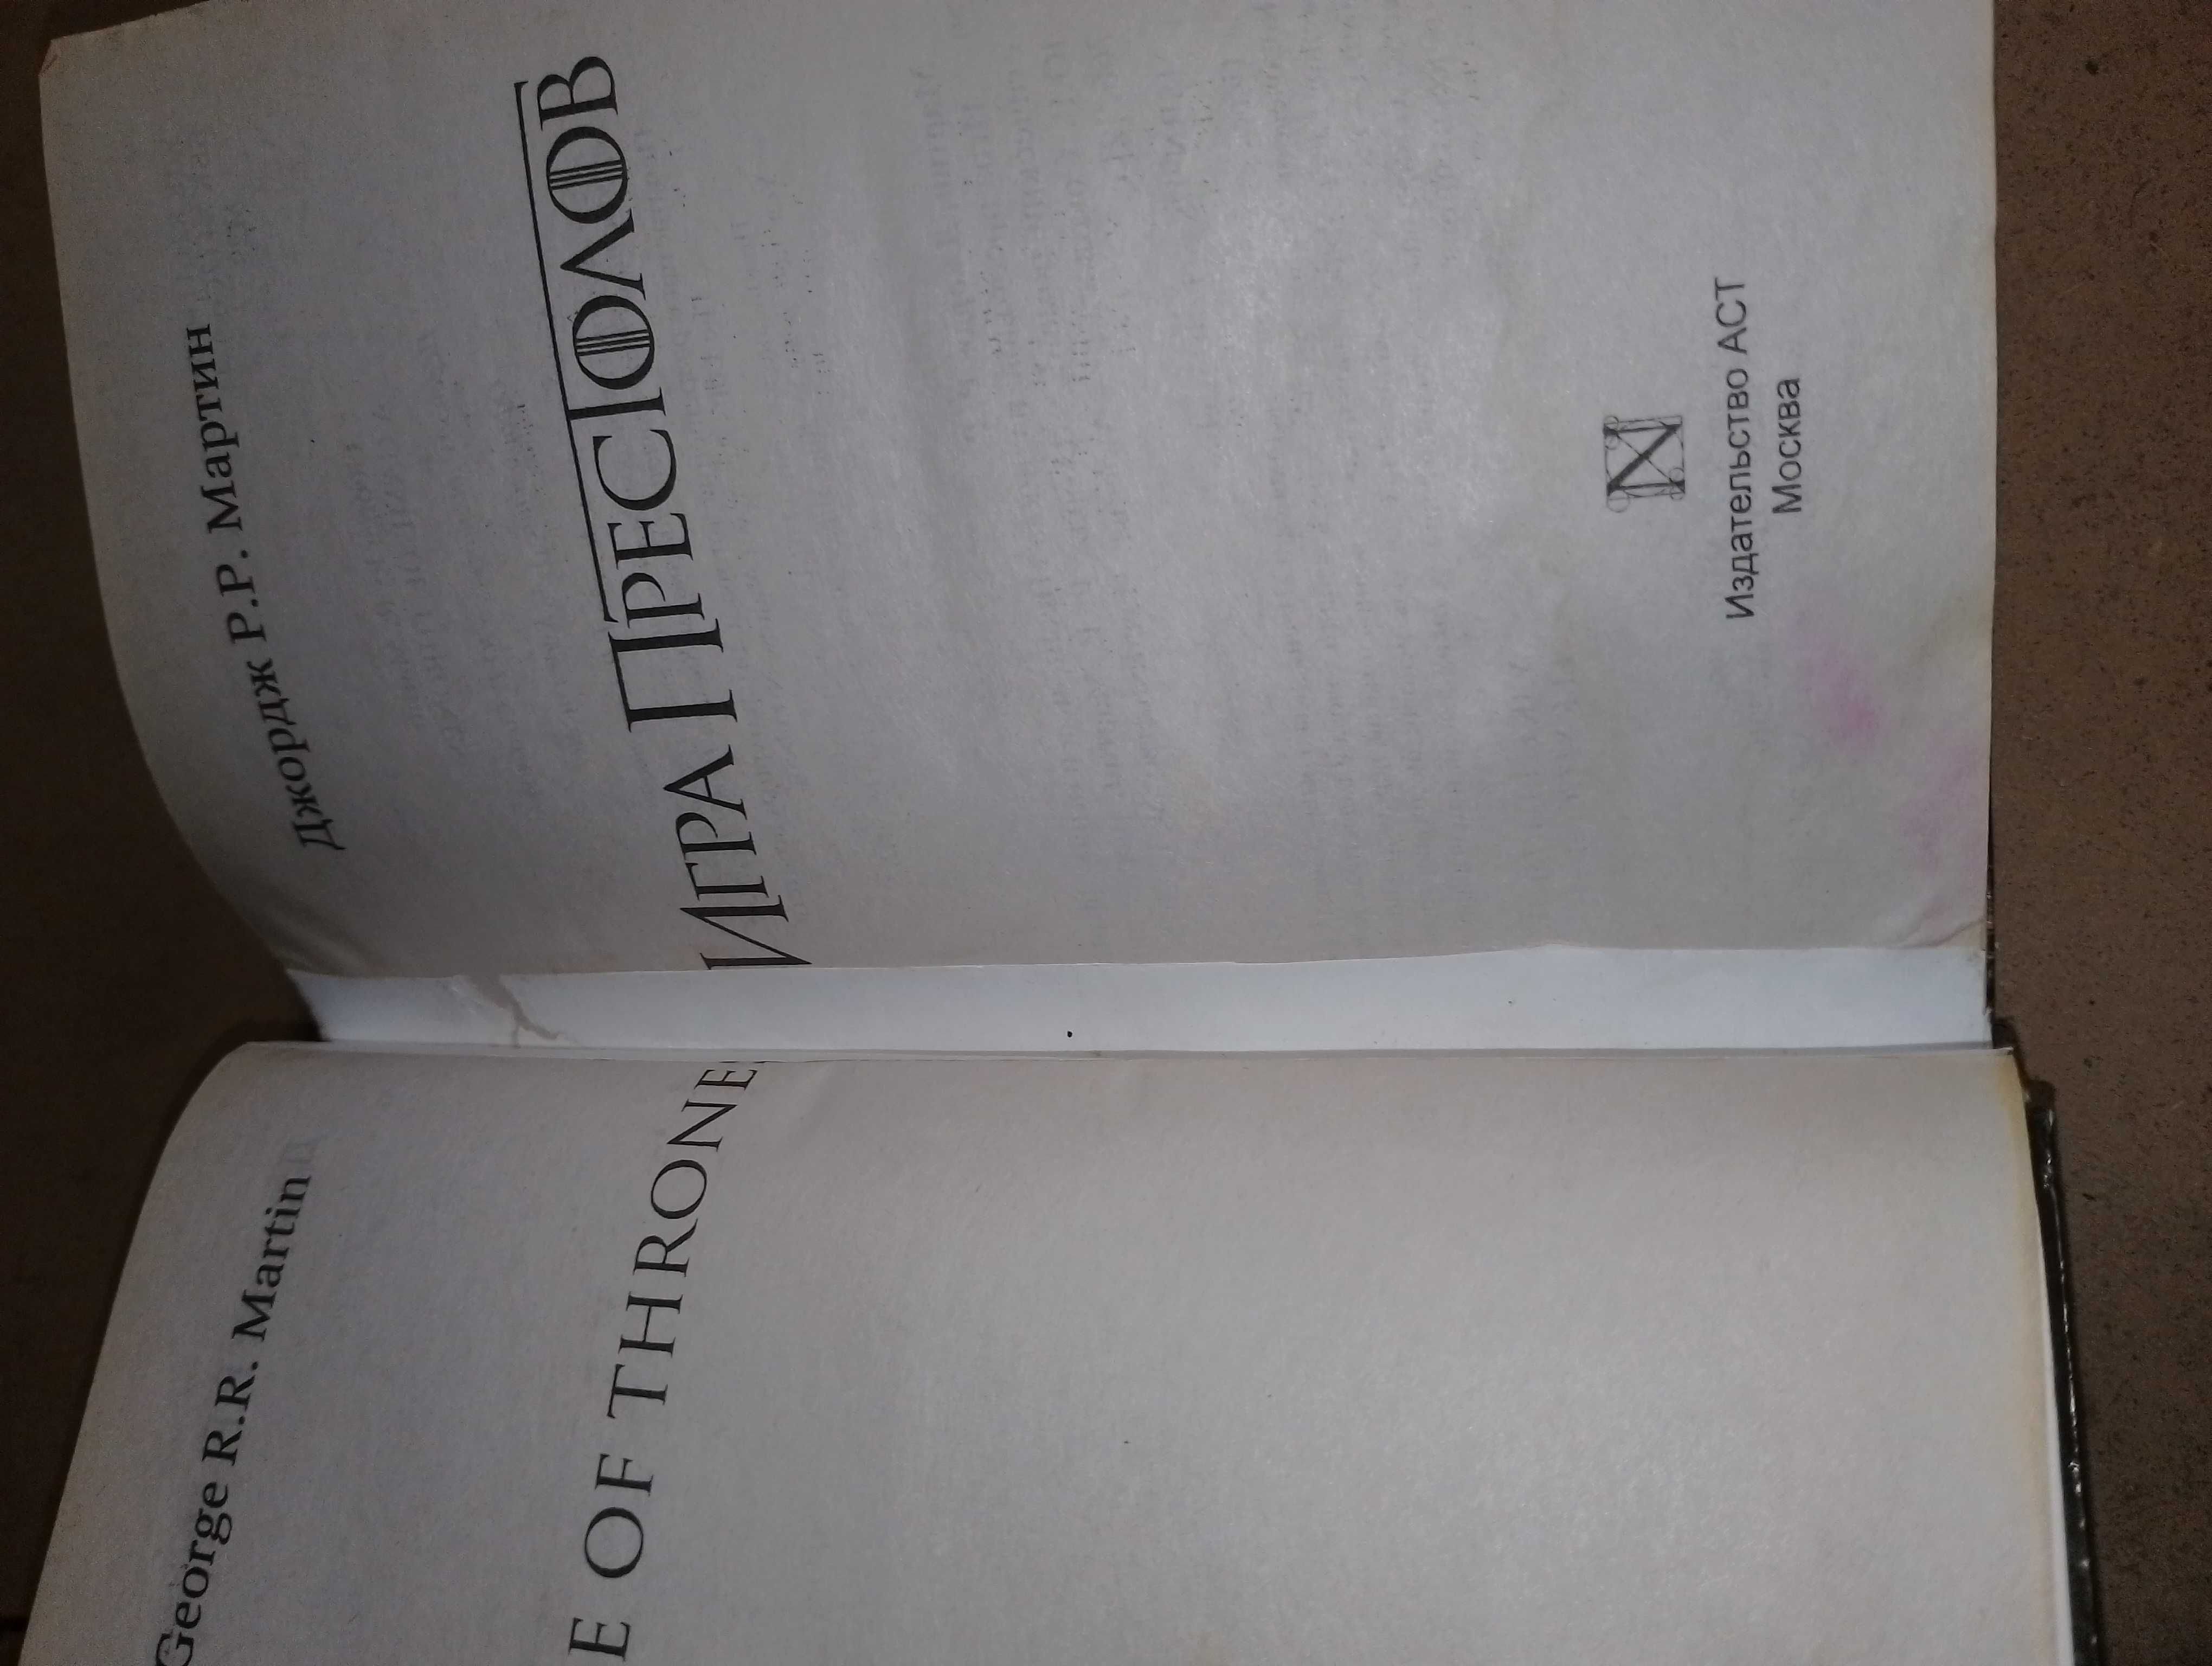 George R.R. Martin
E OF THRONE
Джордж Р.Р. Мартин
ИГРА ПРЕСТОЛОВ
Издательство АСТ
Москва